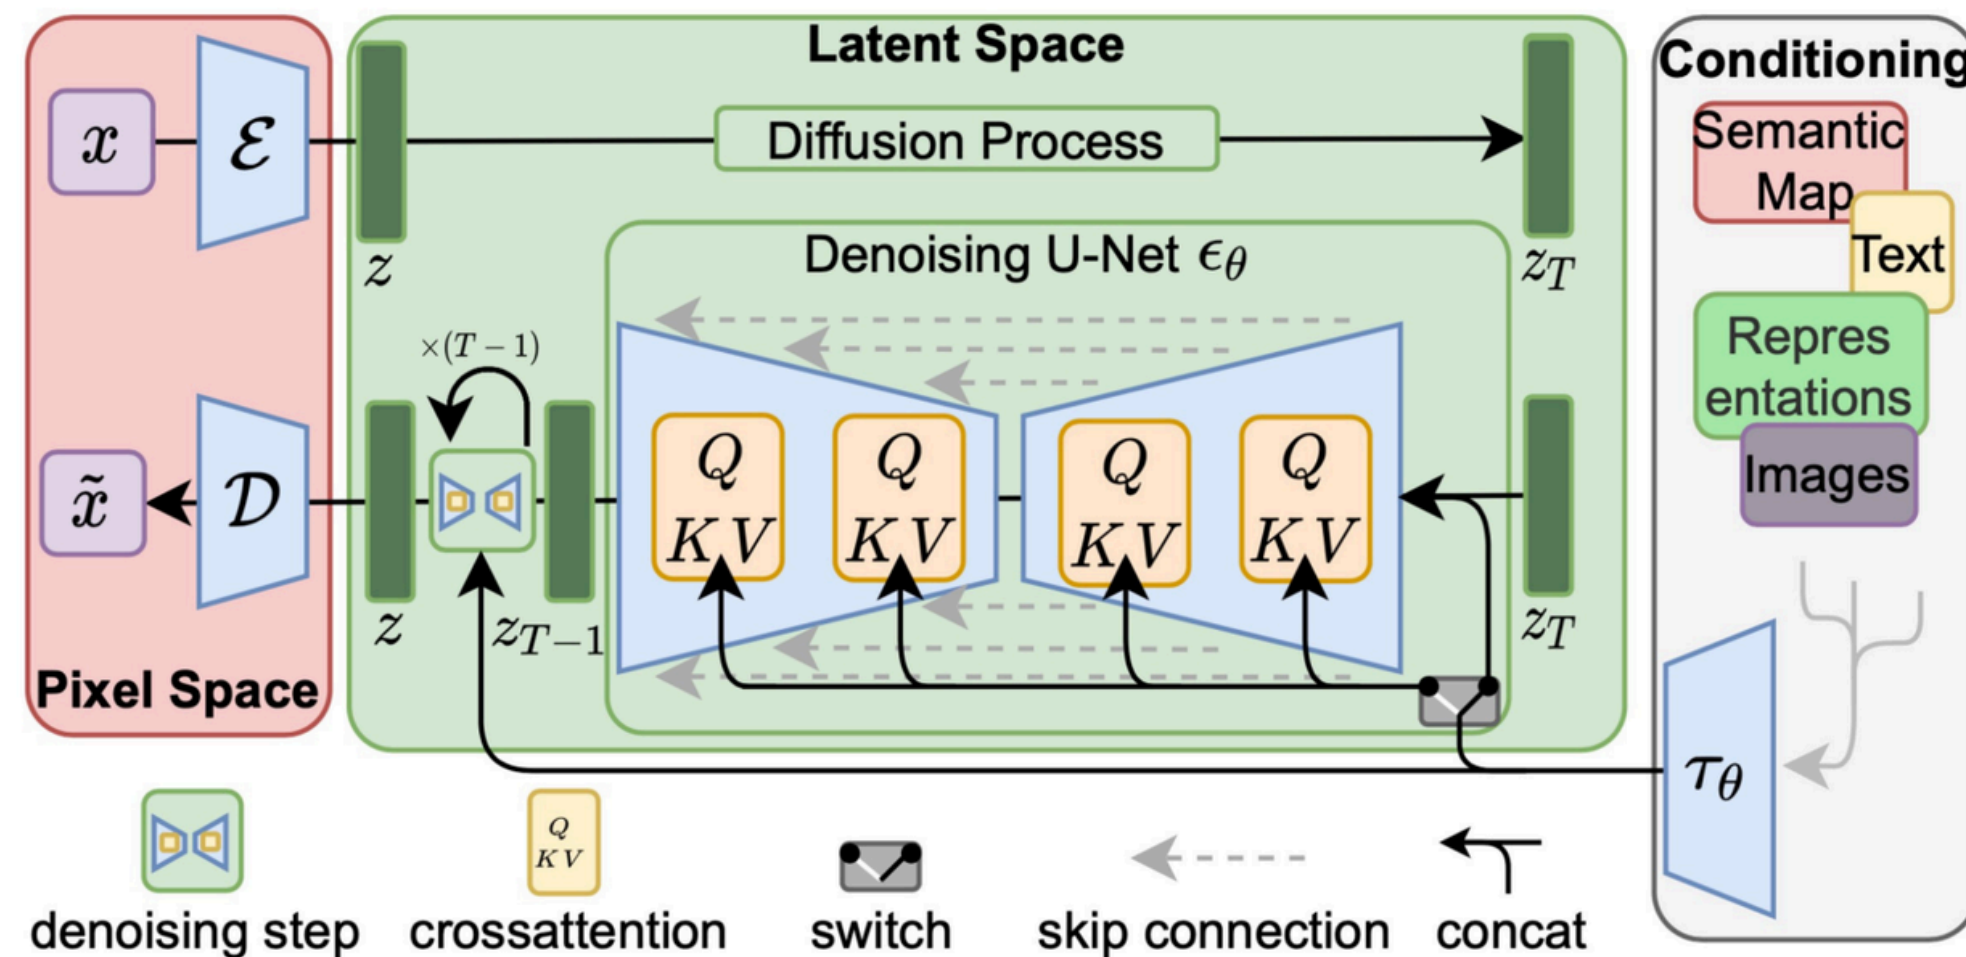 Latent Space
Conditioning
x
ℰ
Diffusion Process
Semantic
Map
z
Denoising U-Net ϵ_θ
z_T
Text
×(T − 1)
Repres
entations
Images
x̃
𝒟
Q
KV
Q
KV
Q
KV
Q
KV
z
z_{T−1}
z_T
Pixel Space
τ_θ
Q
KV
denoising step
crossattention
switch
skip connection
concat